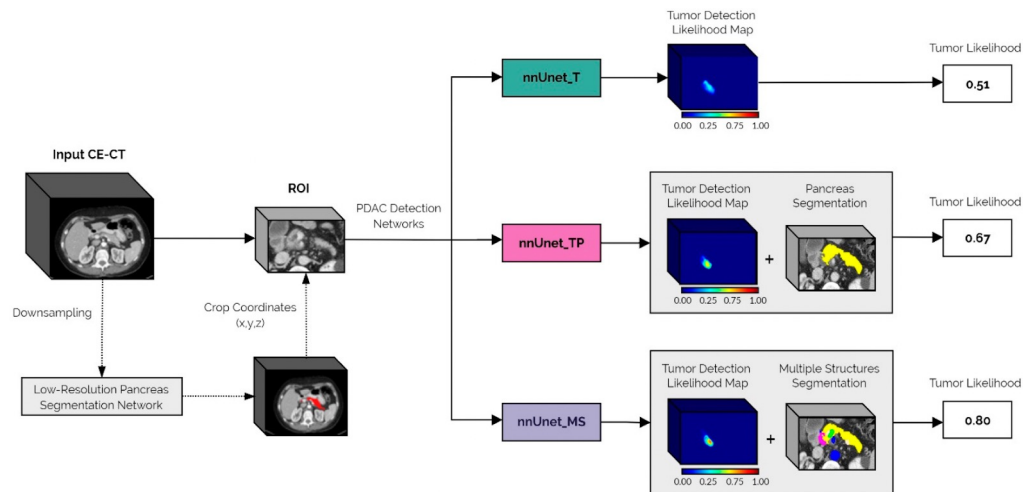 Input CE-CT
Downsampling
Low-Resolution Pancreas
Segmentation Network
ROI
Crop Coordinates
(x,y,z)
PDAC Detection
Networks
nnUnet_T
Tumor Detection
Likelihood Map
0.00 0.25 0.75 1.00
Tumor Likelihood
0.51
nnUnet_TP
Tumor Detection
Likelihood Map
0.00 0.25 0.75 1.00
+
Pancreas
Segmentation
Tumor Likelihood
0.67
nnUnet_MS
Tumor Detection
Likelihood Map
0.00 0.25 0.75 1.00
+
Multiple Structures
Segmentation
Tumor Likelihood
0.80